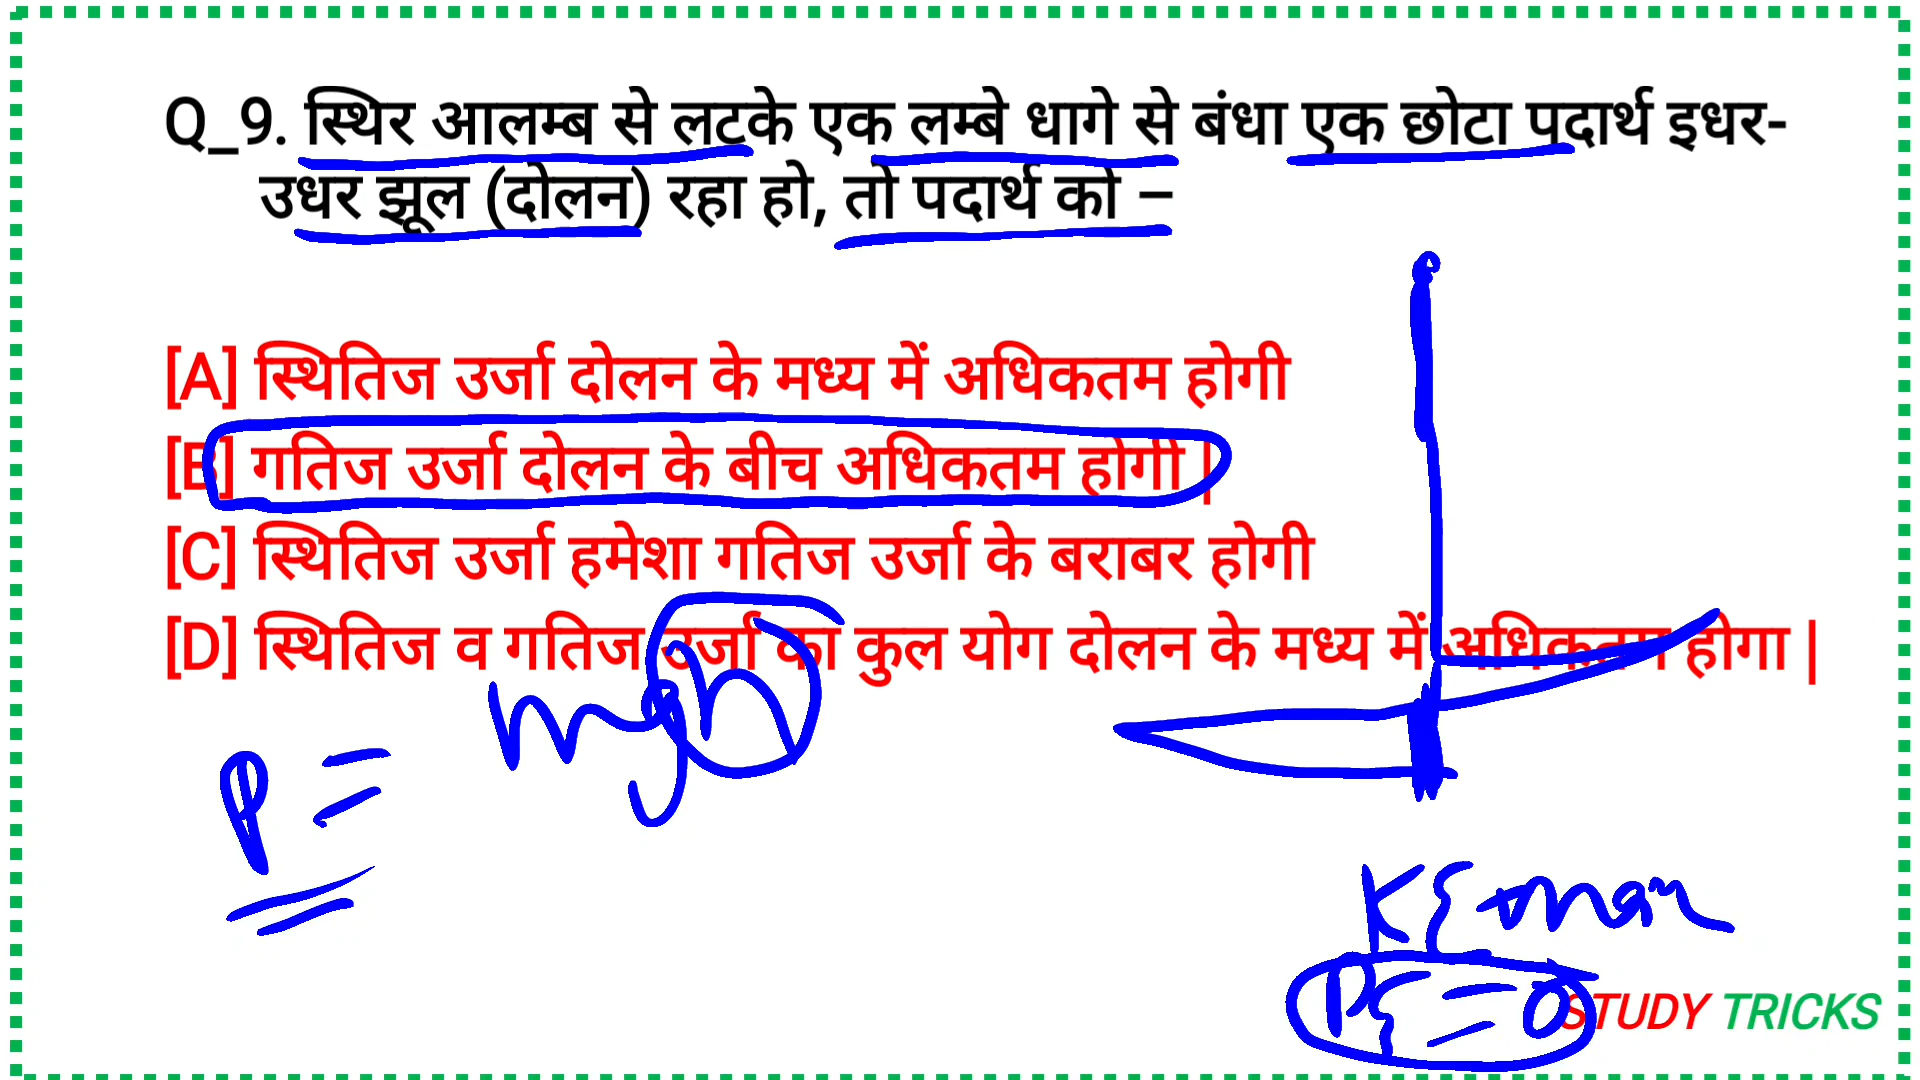 Q_9. स्थिर आलम्ब से लटके एक लम्बे धागे से बंधा एक छोटा पदार्थ इधर-
उधर झूल (दोलन) रहा हो, तो पदार्थ को –
[A] स्थितिज उर्जा दोलन के मध्य में अधिकतम होगी
[B] गतिज उर्जा दोलन के बीच अधिकतम होगी |
[C] स्थितिज उर्जा हमेशा गतिज उर्जा के बराबर होगी
[D] स्थितिज व गतिज उर्जा का कुल योग दोलन के मध्य में अधिकतम होगा |
P = mgh
KE → max
PE = 0
STUDY TRICKS